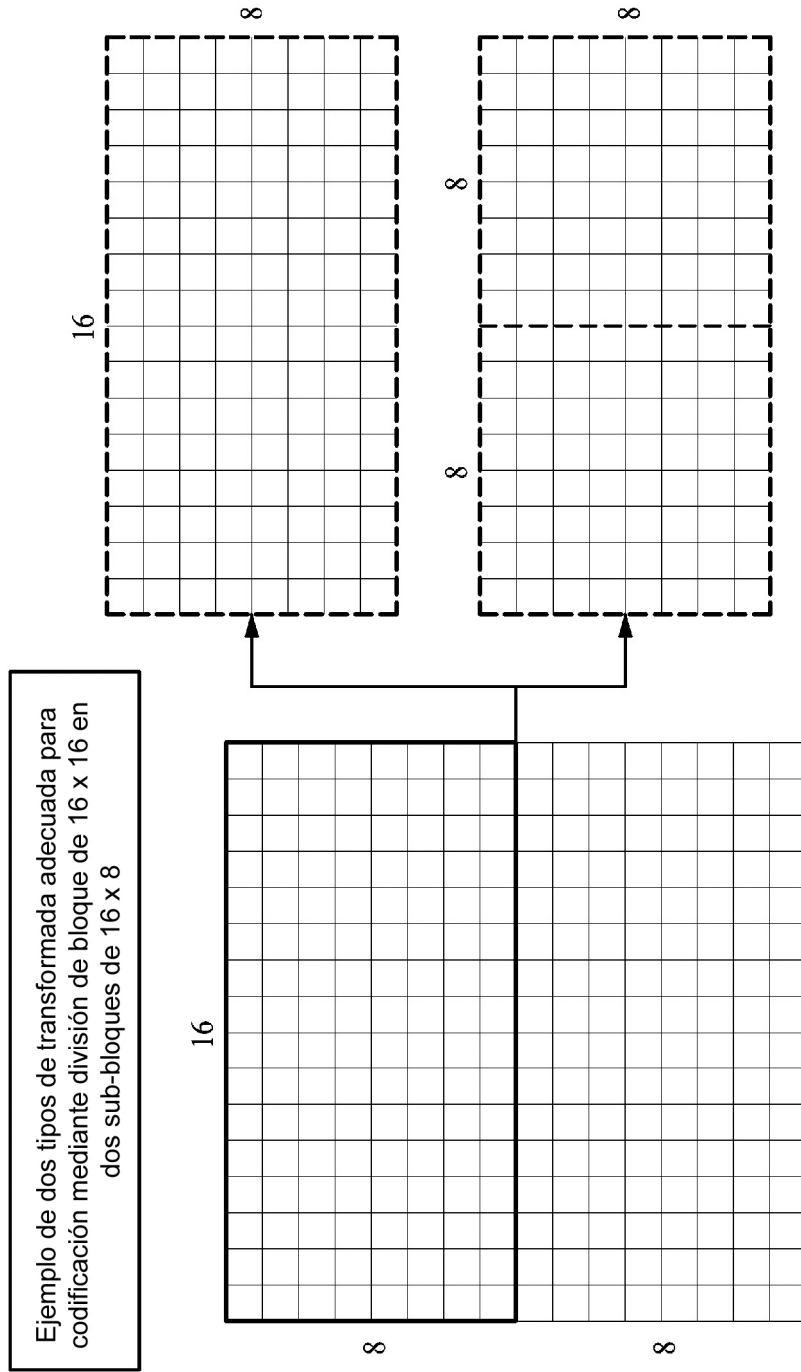 Ejemplo de dos tipos de transformada adecuada para
codificación mediante división de bloque de 16 x 16 en
dos sub-bloques de 16 x 8
16
8
8
16
8
8
8
8